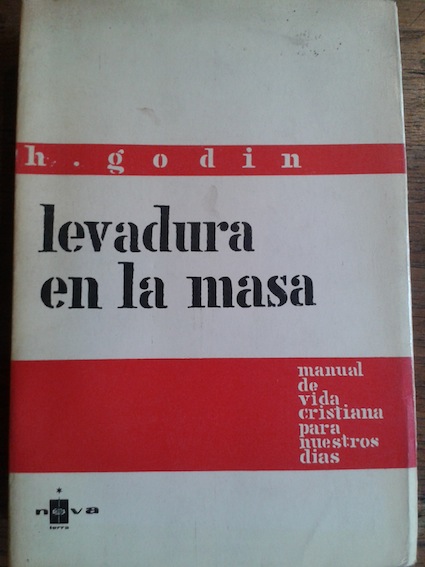 h. godin
levadura
en la masa
manual
de
vida
cristiana
para
nuestros
dias
nova
terra